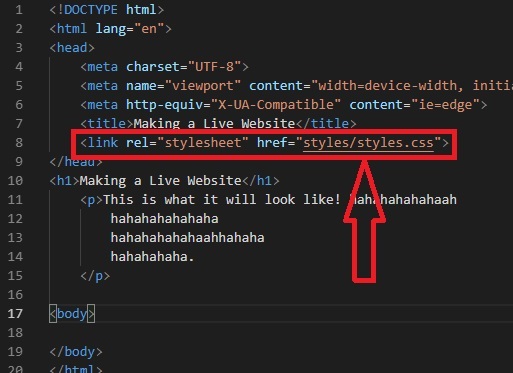 1 <!DOCTYPE html>
2 <html lang="en">
3 <head>
4 <meta charset="UTF-8">
5 <meta name="viewport" content="width=device-width, initia
6 <meta http-equiv="X-UA-Compatible" content="ie=edge">
7 <title>Making a Live Website</title>
8 <link rel="stylesheet" href="styles/styles.css">
9 </head>
10 <h1>Making a Live Website</h1>
11 <p>This is what it will look like! hahahahahahaah
12 hahahahahahaha
13 hahahahahahaahhahaha
14 hahahahaha.
15 </p>
16
17 <body>
18
19 </body>
20 </html>